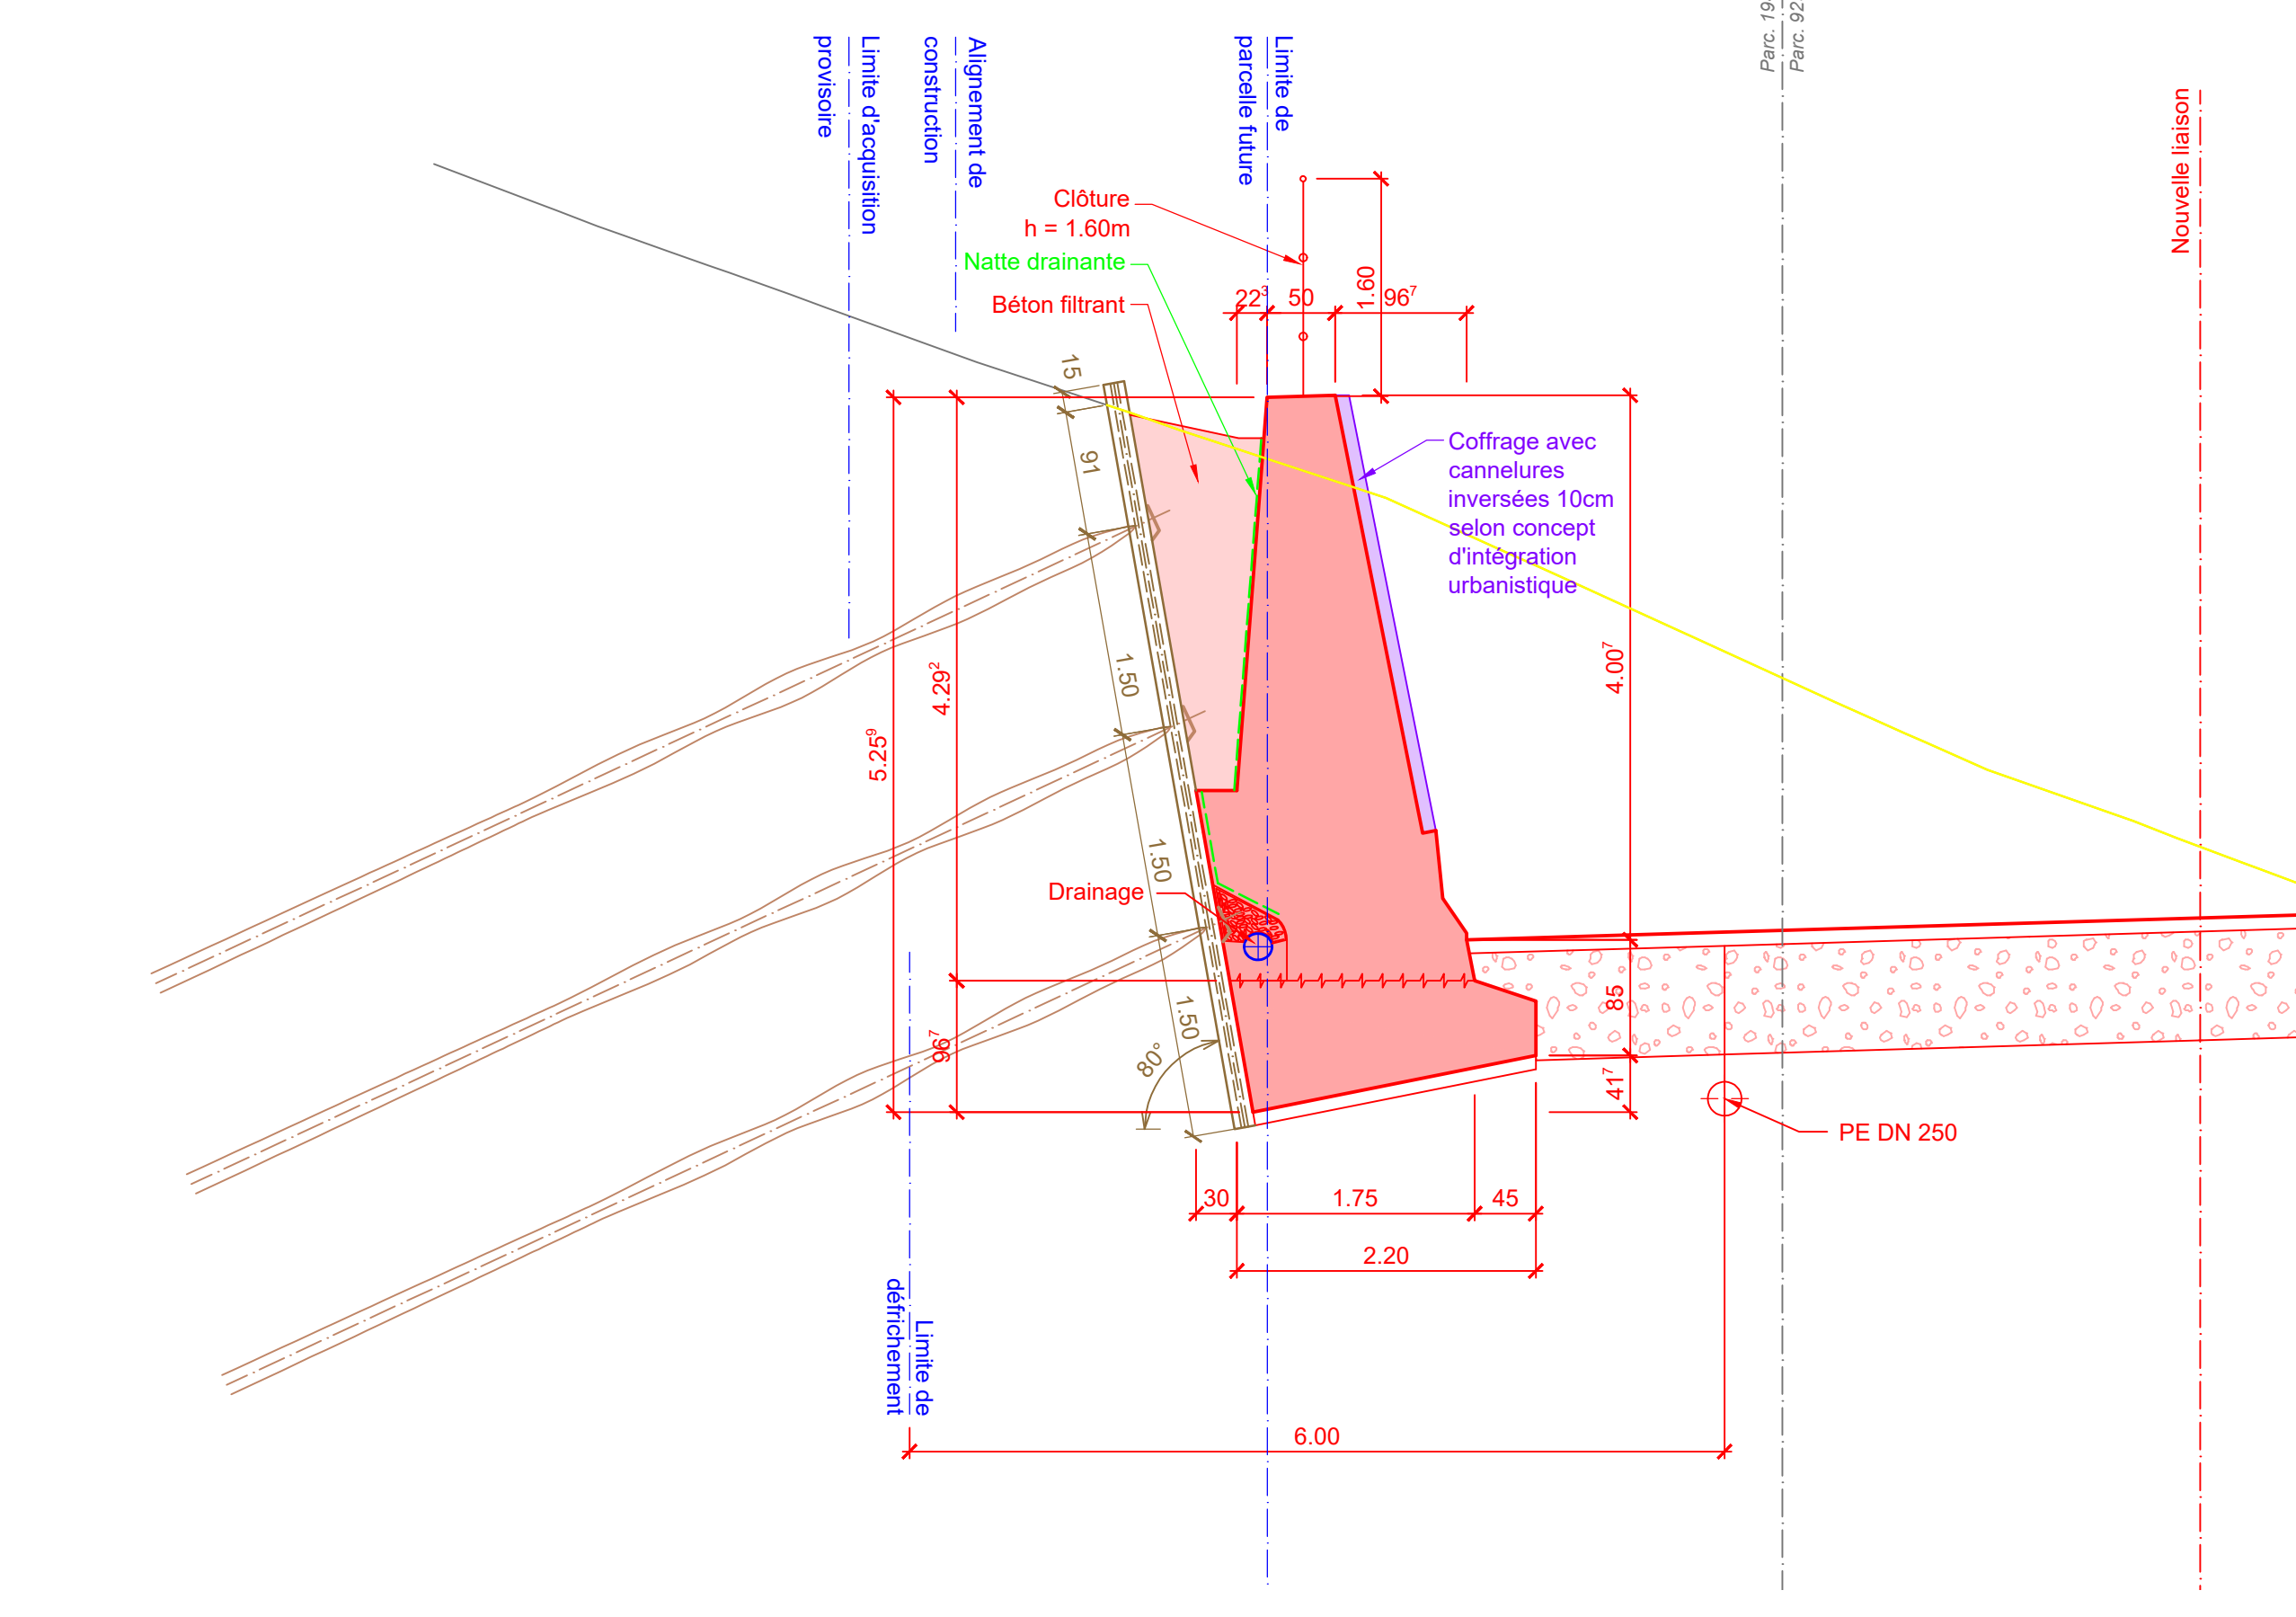 Parc. 19
Parc. 92
Limite d'acquisition
provisoire
Alignement de
construction
Limite de
parcelle future
Nouvelle liaison
Clôture
h = 1.60m
Natte drainante
Béton filtrant
22³
50
1.60
96⁷
15
91
Coffrage avec
cannelures
inversées 10cm
selon concept
d'intégration
urbanistique
1.50
4.29²
4.00⁷
5.25⁹
1.50
Drainage
1.50
85
96⁷
80°
41⁷
PE DN 250
30
1.75
45
2.20
Limite de
défrichement
6.00